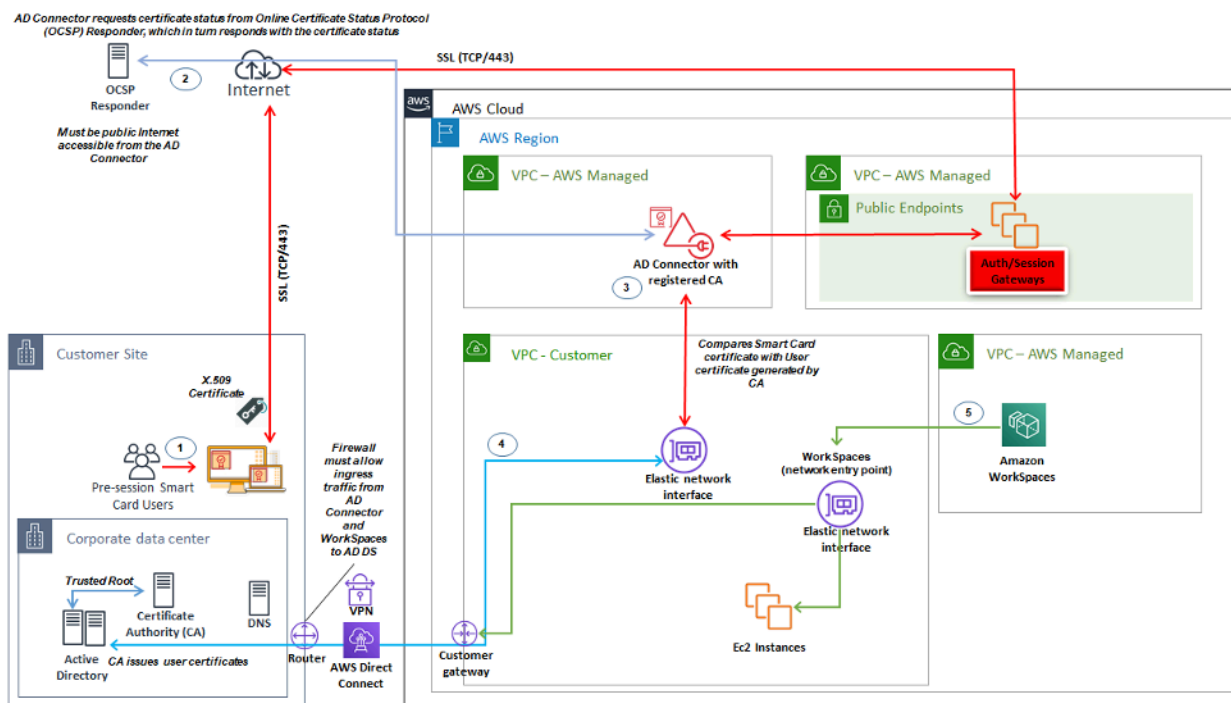 AD Connector requests certificate status from Online Certificate Status Protocol
(OCSP) Responder, which in turn responds with the certificate status
OCSP
Responder
2
Internet
SSL (TCP/443)
Must be public Internet
accessible from the AD
Connector
aws
AWS Cloud
AWS Region
VPC – AWS Managed
AD Connector with
registered CA
3
VPC – AWS Managed
Public Endpoints
Auth/Session
Gateways
SSL (TCP/443)
Customer Site
X.509
Certificate
1
Pre-session Smart
Card Users
Firewall
must allow
ingress
traffic from
AD
Connector
and
WorkSpaces
to AD DS
VPC - Customer
Compares Smart Card
certificate with User
certificate generated by
CA
4
Elastic network
interface
WorkSpaces
(network entry point)
Elastic network
interface
Ec2 Instances
VPC – AWS Managed
5
Amazon
WorkSpaces
Corporate data center
Trusted Root
Certificate
Authority (CA)
DNS
Active
Directory
CA issues user certificates
Router
VPN
AWS Direct
Connect
Customer
gateway